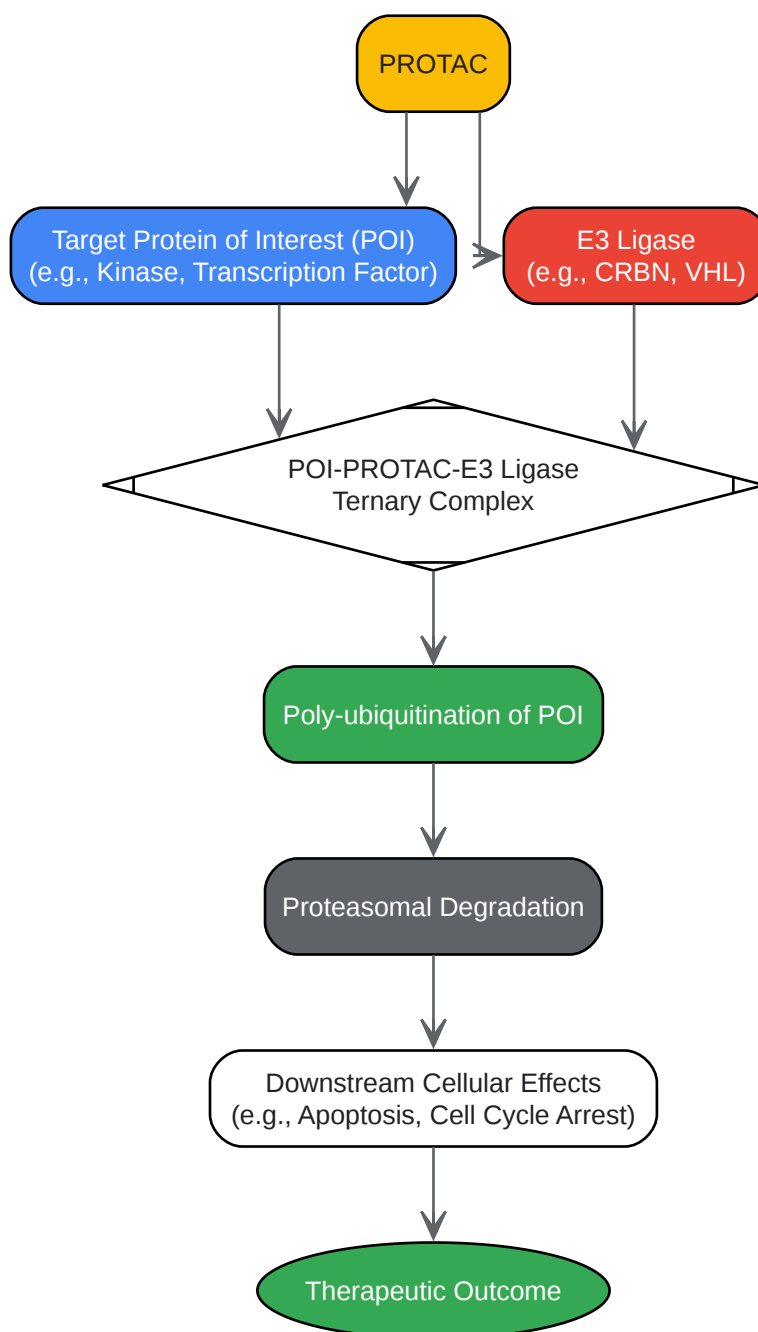 PROTAC
Target Protein of Interest (POI)
(e.g., Kinase, Transcription Factor)
E3 Ligase
(e.g., CRBN, VHL)
POI-PROTAC-E3 Ligase
Ternary Complex
Poly-ubiquitination of POI
Proteasomal Degradation
Downstream Cellular Effects
(e.g., Apoptosis, Cell Cycle Arrest)
Therapeutic Outcome